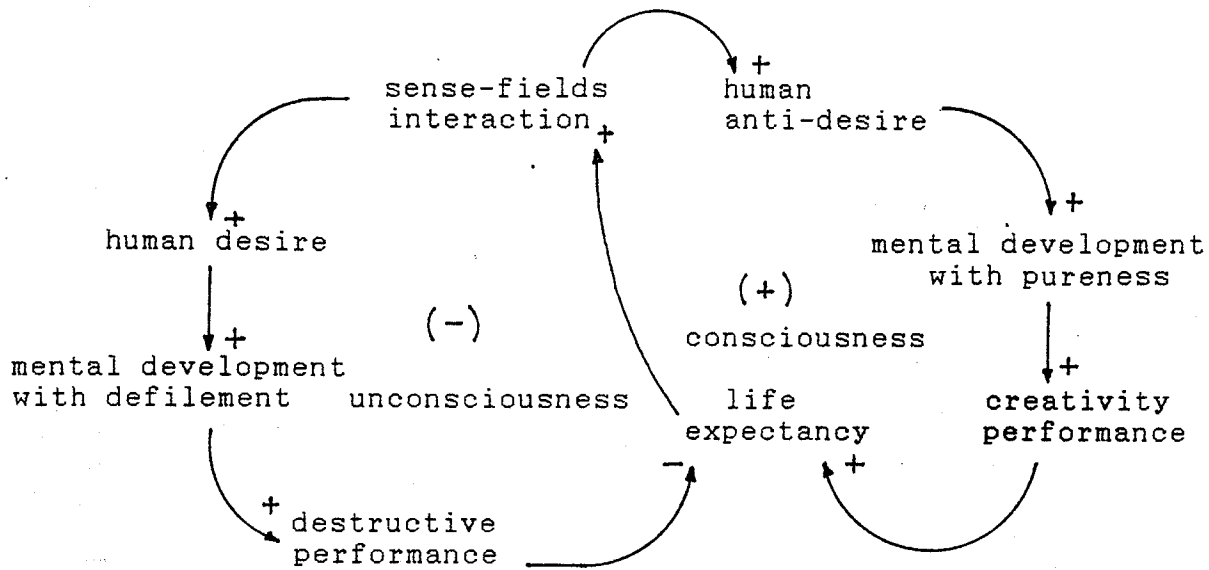 +
sense-fields
interaction
+
human
anti-desire
+
human desire
+
mental development
with pureness
(-)
(+)
consciousness
+
mental development
with defilement
unconsciousness
life
expectancy
+
creativity
performance
-
+
+
destructive
performance